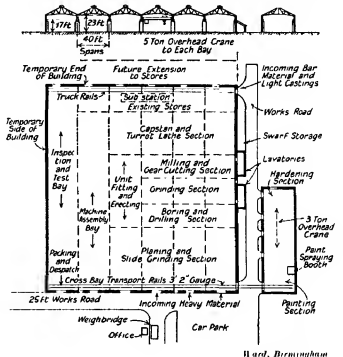 17ft
23ft
40ft
Spans
5 Ton Overhead Crane
to Each Bay
Temporary End
of Building
Future Extension
to Stores
Incoming Bar
Material and
Light Castings
Truck Rails
Sub station
Existing Stores
Works Road
Temporary
Side of
Building
Capstan and
Turret Lathe Section
Swarf Storage
Inspec
tion
and
Test
Bay
Milling and
Gear Cutting Section
Lavatories
Unit
Fitting
and
Erecting
Grinding Section
Hardening
Section
Machine
Assembly
Bay
Boring and
Drilling Section
3 Ton
Overhead
Crane
Packing
and
Despatch
Planing and
Slide Grinding Section
Paint
Spraying
Booth
Cross Bay Transport Rails 3' 2" Gauge
25ft Works Road
Incoming Heavy Material
Painting
Section
Weighbridge
Office
Car Park
Ward, Birmingham